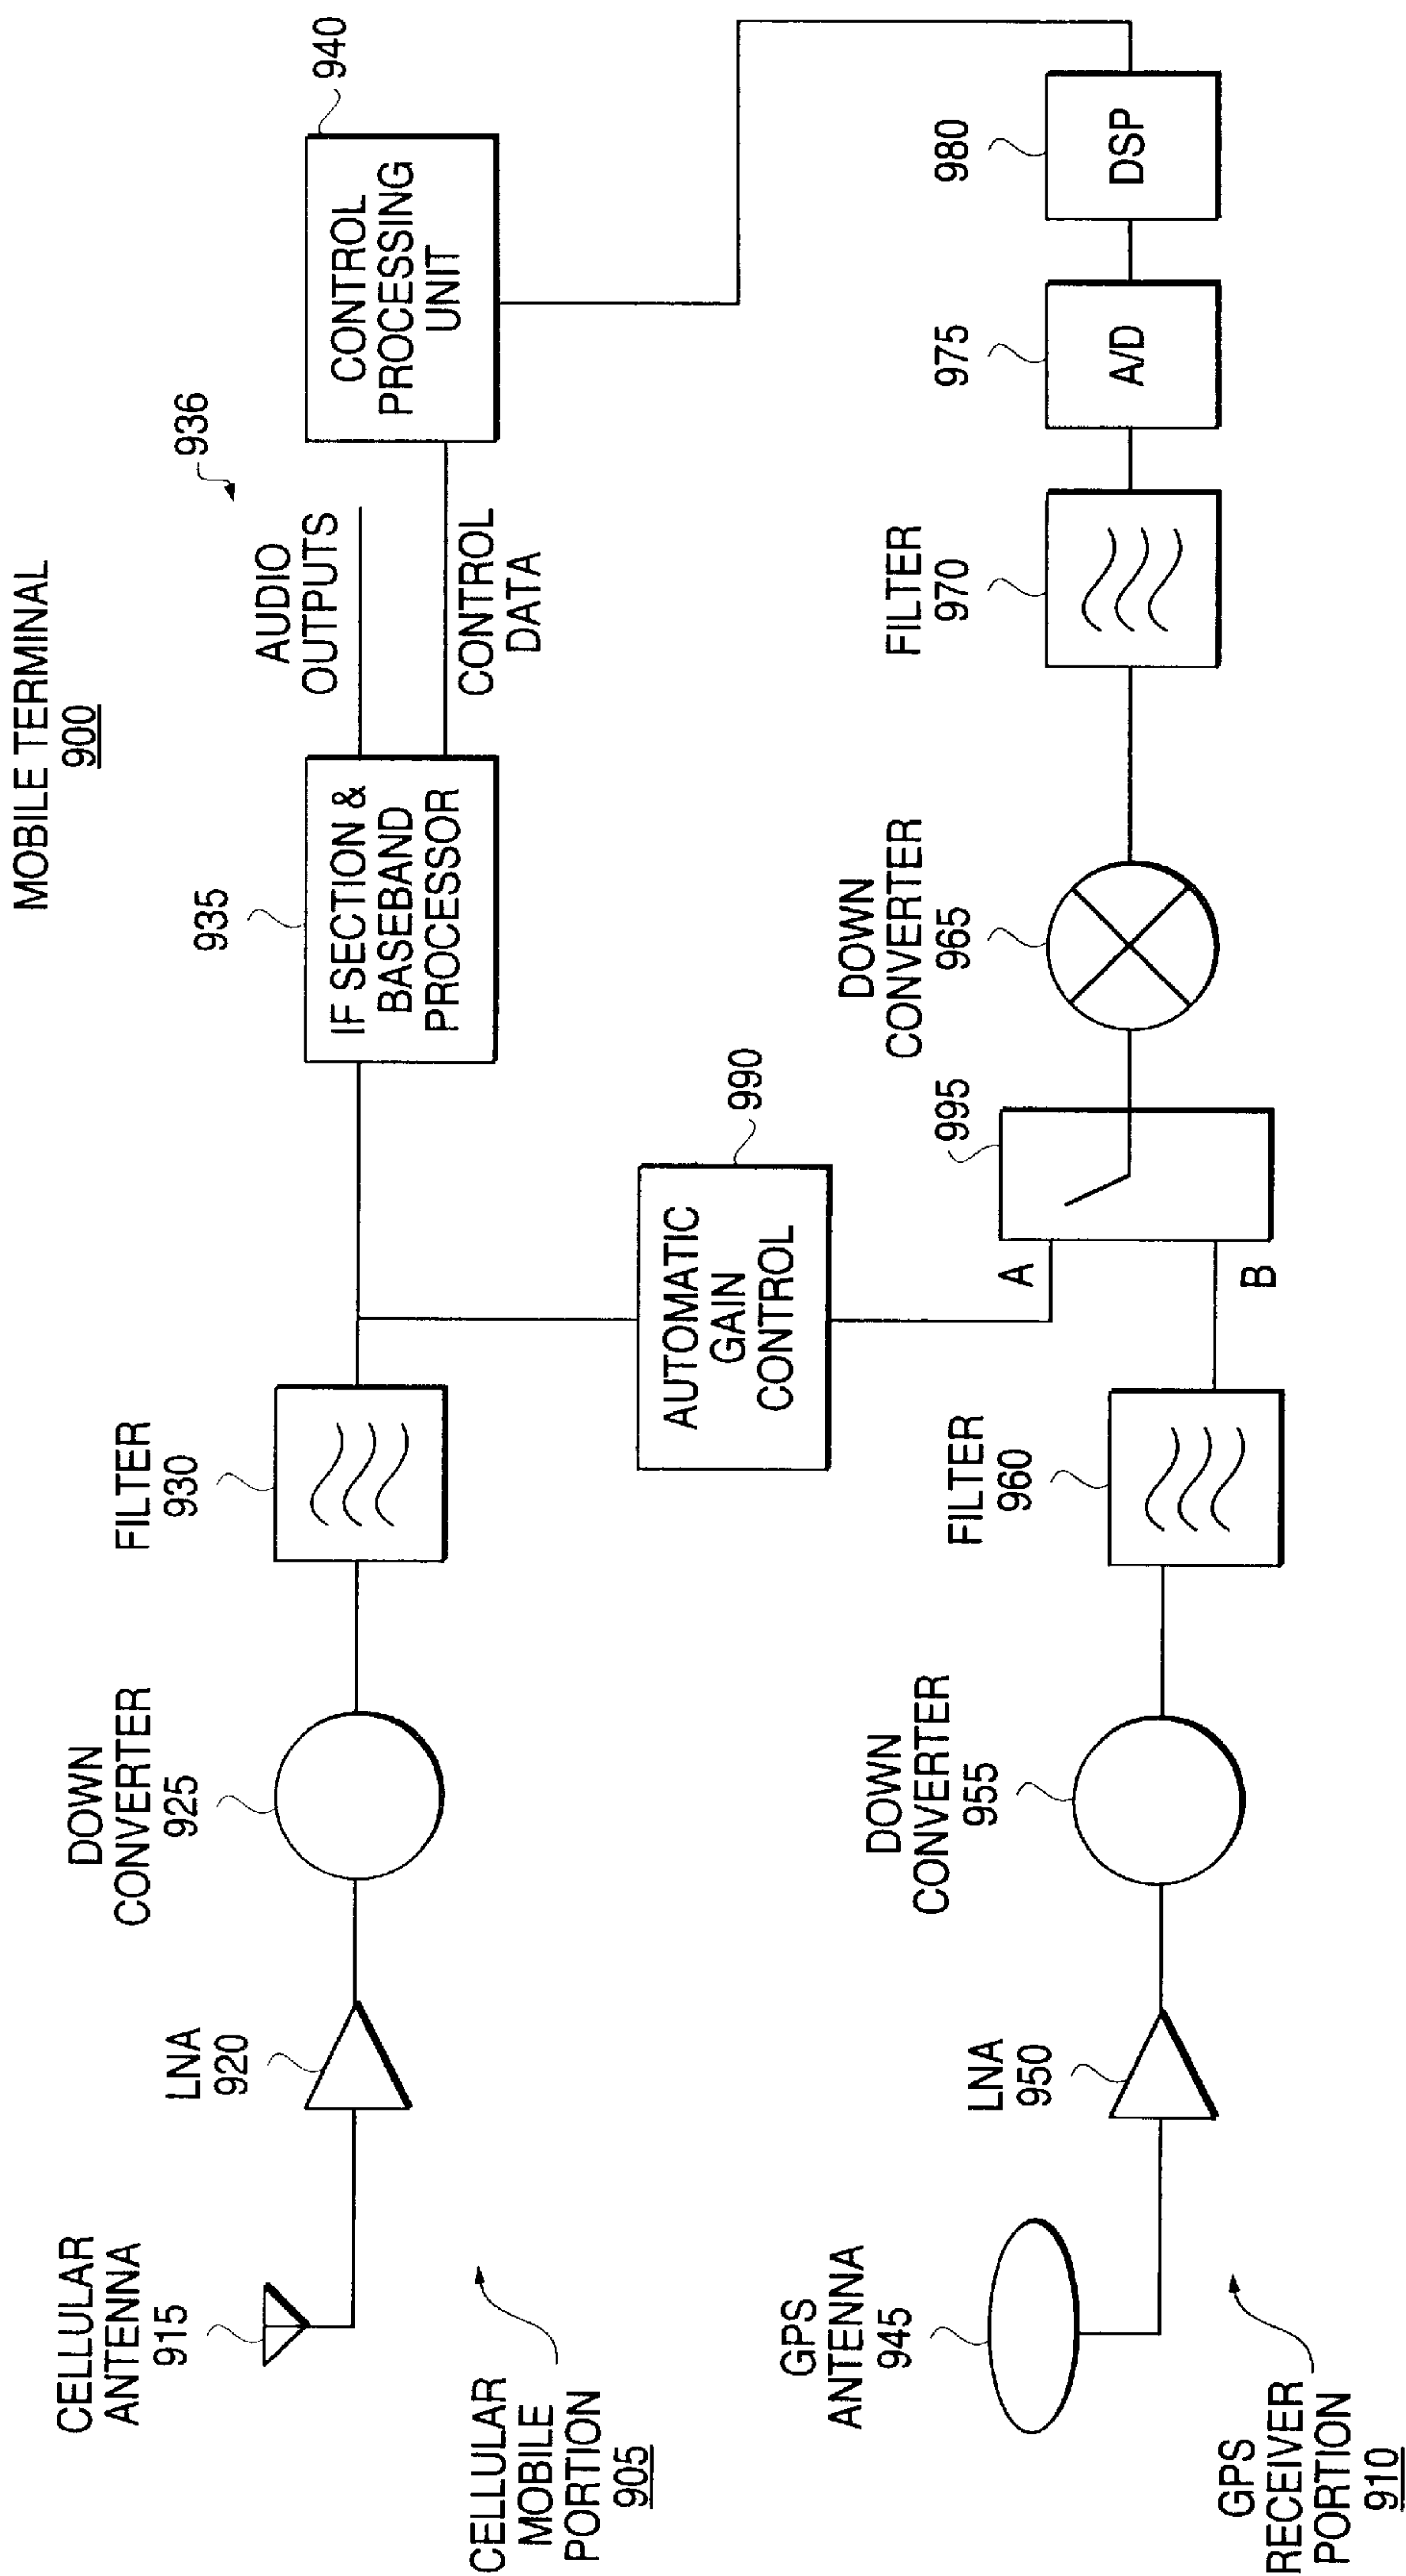 MOBILE TERMINAL
900
CELLULAR
ANTENNA
915
LNA
920
DOWN
CONVERTER
925
FILTER
930
935
IF SECTION &
BASEBAND
PROCESSOR
AUDIO
OUTPUTS
936
CONTROL
DATA
940
CONTROL
PROCESSING
UNIT
CELLULAR
MOBILE
PORTION
905
AUTOMATIC
GAIN
CONTROL
990
GPS
ANTENNA
945
LNA
950
DOWN
CONVERTER
955
FILTER
960
A
B
995
DOWN
CONVERTER
965
FILTER
970
975
A/D
980
DSP
GPS
RECEIVER
PORTION
910